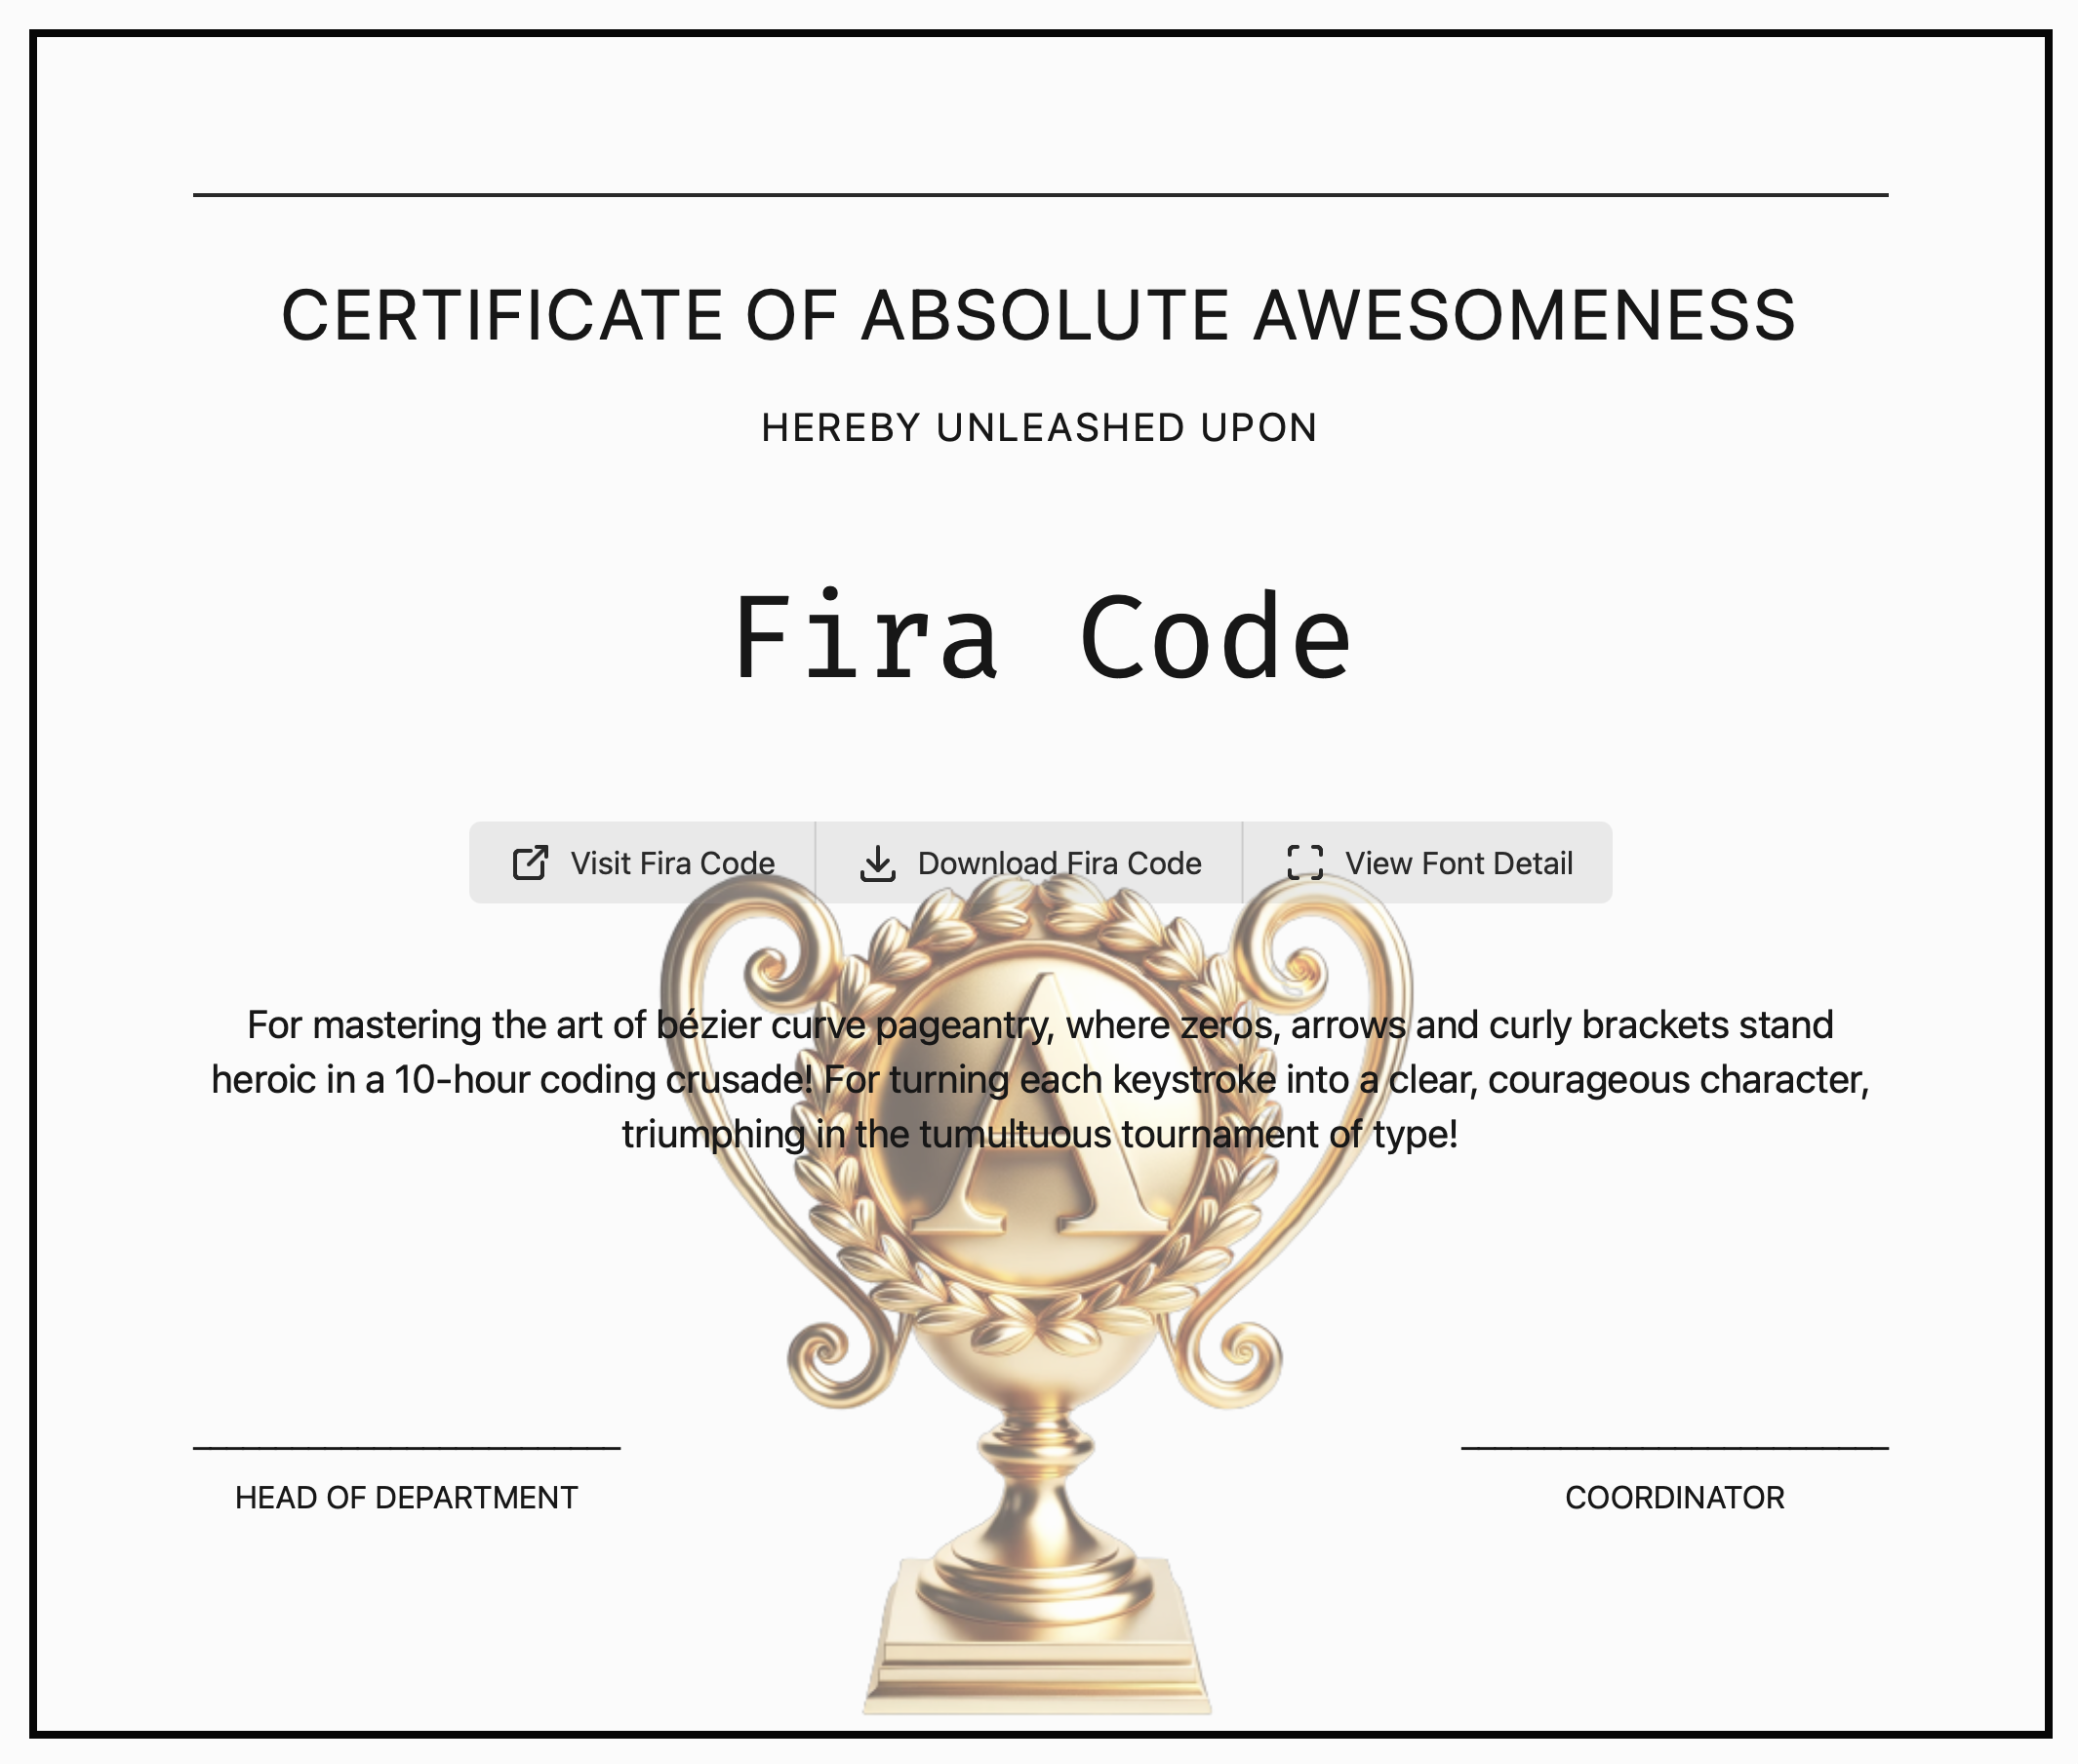 CERTIFICATE OF ABSOLUTE AWESOMENESS
HEREBY UNLEASHED UPON
Fira Code
Visit Fira Code
Download Fira Code
View Font Detail
For mastering the art of bézier curve pageantry, where zeros, arrows and curly brackets stand
heroic in a 10-hour coding crusade! For turning each keystroke into a clear, courageous character,
triumphing in the tumultuous tournament of type!
A
HEAD OF DEPARTMENT
COORDINATOR